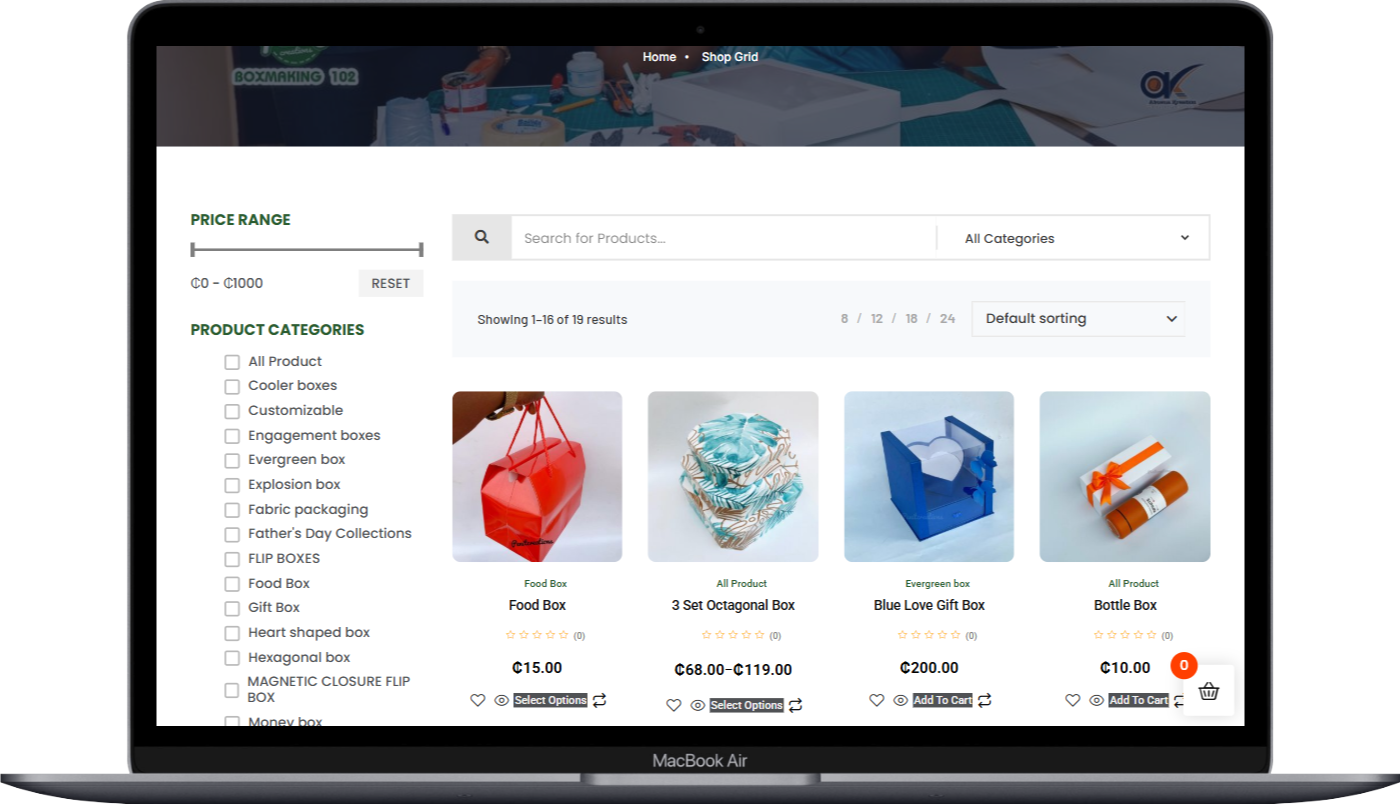 Home • Shop Grid
creations
BOXMAKING 102
OK
PRICE RANGE
₵0 - ₵1000
RESET
Search for Products...
All Categories
Showing 1–16 of 19 results
8 / 12 / 18 / 24
Default sorting
PRODUCT CATEGORIES
All Product
Cooler boxes
Customizable
Engagement boxes
Evergreen box
Explosion box
Fabric packaging
Father's Day Collections
FLIP BOXES
Food Box
Gift Box
Heart shaped box
Hexagonal box
MAGNETIC CLOSURE FLIP
BOX
Money box
Food Box
Food Box
(0)
₵15.00
Select Options
All Product
3 Set Octagonal Box
(0)
₵68.00–₵119.00
Select Options
Evergreen box
Blue Love Gift Box
(0)
₵200.00
Add To Cart
All Product
Bottle Box
(0)
₵10.00
Add To Cart
0
MacBook Air